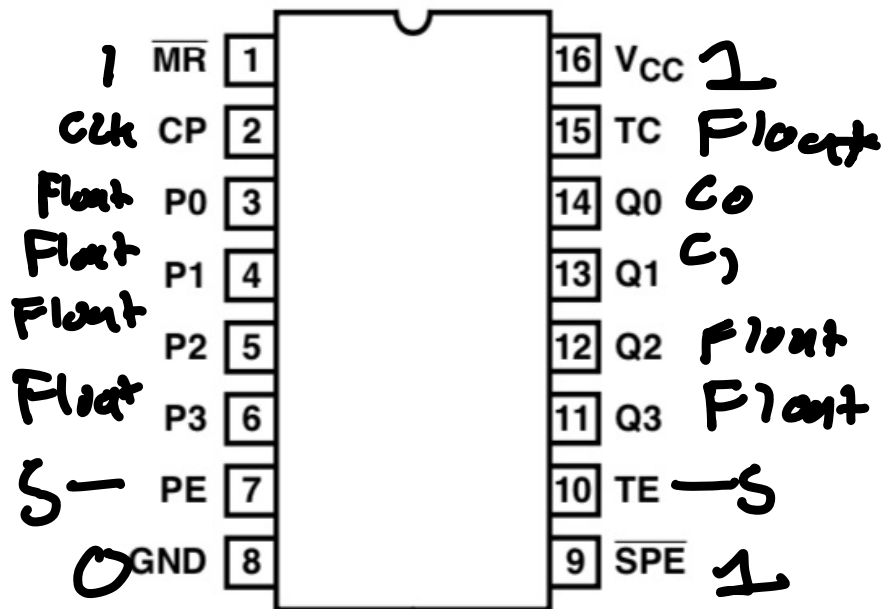 1 MR 1 16 VCC 1
CLK CP 2 15 TC Float
Float P0 3 14 Q0 C0
Float P1 4 13 Q1 C1
Float P2 5 12 Q2 Float
Float P3 6 11 Q3 Float
S PE 7 10 TE S
0 GND 8 9 SPE 1